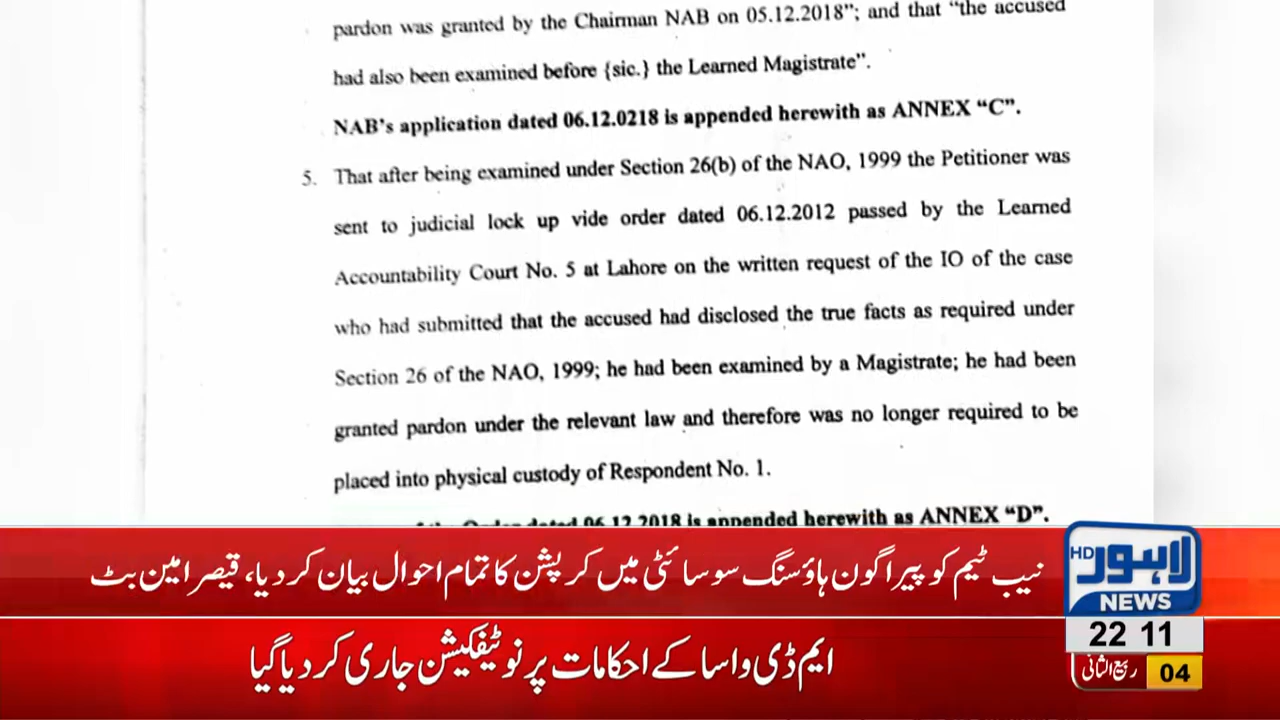 pardon was granted by the Chairman NAB on 05.12.2018”; and that “the accused
had also been examined before {sic.} the Learned Magistrate”.
NAB’s application dated 06.12.0218 is appended herewith as ANNEX “C”.
5. That after being examined under Section 26(b) of the NAO, 1999 the Petitioner was
sent to judicial lock up vide order dated 06.12.2012 passed by the Learned
Accountability Court No. 5 at Lahore on the written request of the IO of the case
who had submitted that the accused had disclosed the true facts as required under
Section 26 of the NAO, 1999; he had been examined by a Magistrate; he had been
granted pardon under the relevant law and therefore was no longer required to be
placed into physical custody of Respondent No. 1.
Order dated 06.12.2018 is appended herewith as ANNEX “D”.
نیب ٹیم کو پیراگون ہاؤسنگ سوسائٹی میں کرپشن کا تمام احوال بیان کر دیا، قیصر امین بٹ
ایم ڈی واسا کے احکامات پر نوٹیفکیشن جاری کر دیا گیا
لاہور HD
NEWS
22 11
ربیع الثانی 04